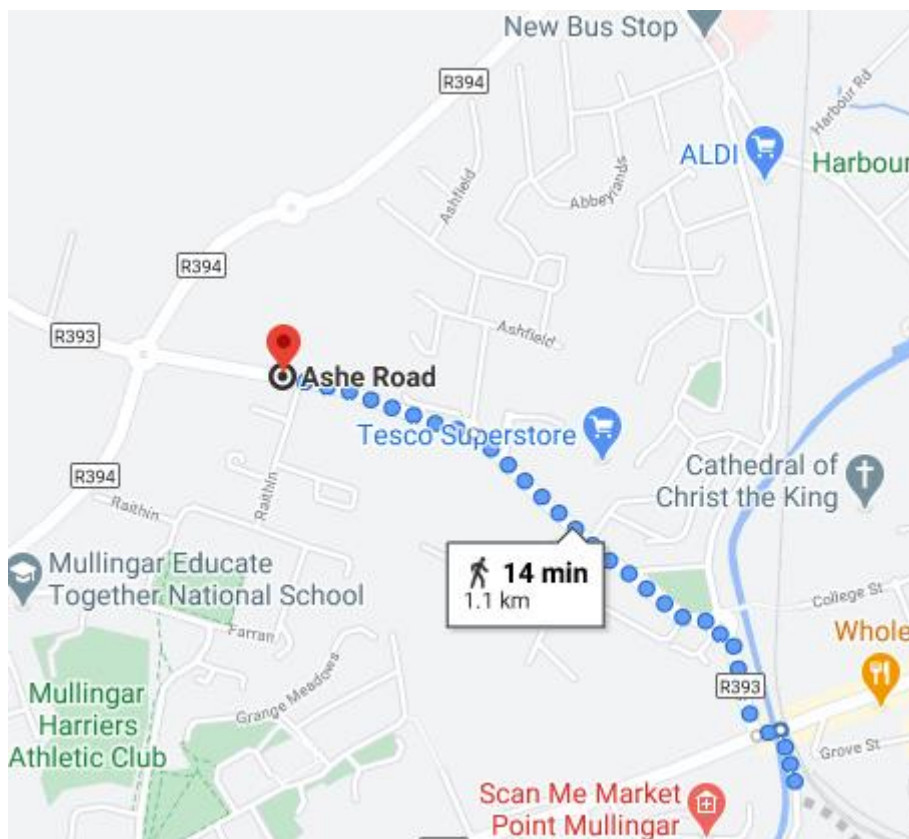 New Bus Stop
R394
Harbour Rd
ALDI
Harbour
Ashfield
Abbeylands
R394
R393
Ashfield
Ashe Road
Tesco Superstore
Cathedral of
Christ the King
R394
Raithin
Raithin
Mullingar Educate
Together National School
14 min
1.1 km
College St
Farran
Whole
R393
Grange Meadows
Mullingar
Harriers
Athletic Club
Grove St
Scan Me Market
Point Mullingar